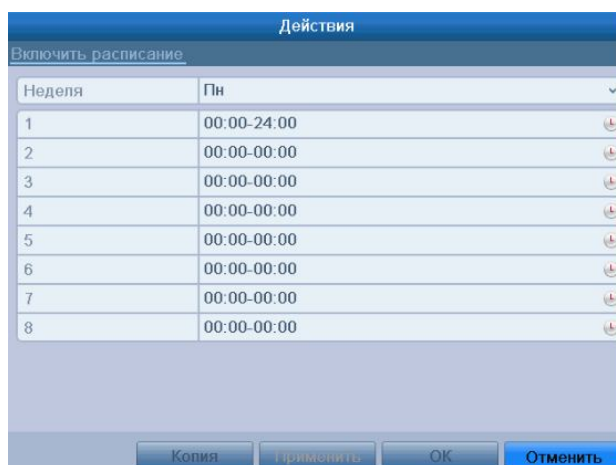 Действия
Включить расписание
Неделя Пн
1 00:00-24:00
2 00:00-00:00
3 00:00-00:00
4 00:00-00:00
5 00:00-00:00
6 00:00-00:00
7 00:00-00:00
8 00:00-00:00
Копия Применить OK Отменить